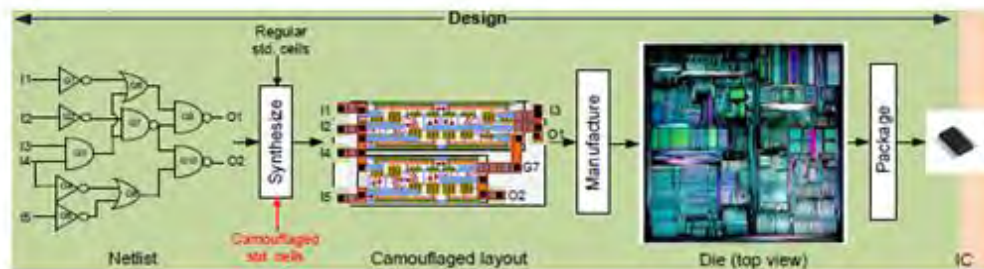 Design
Regular
std. cells
I1
I2
I3
I4
I5
O1
O2
Synthesize
Camouflaged
std. cells
I1
I2
I4
I5
I3
O1
G7
O2
Manufacture
Package
Netlist
Camouflaged layout
Die (top view)
IC